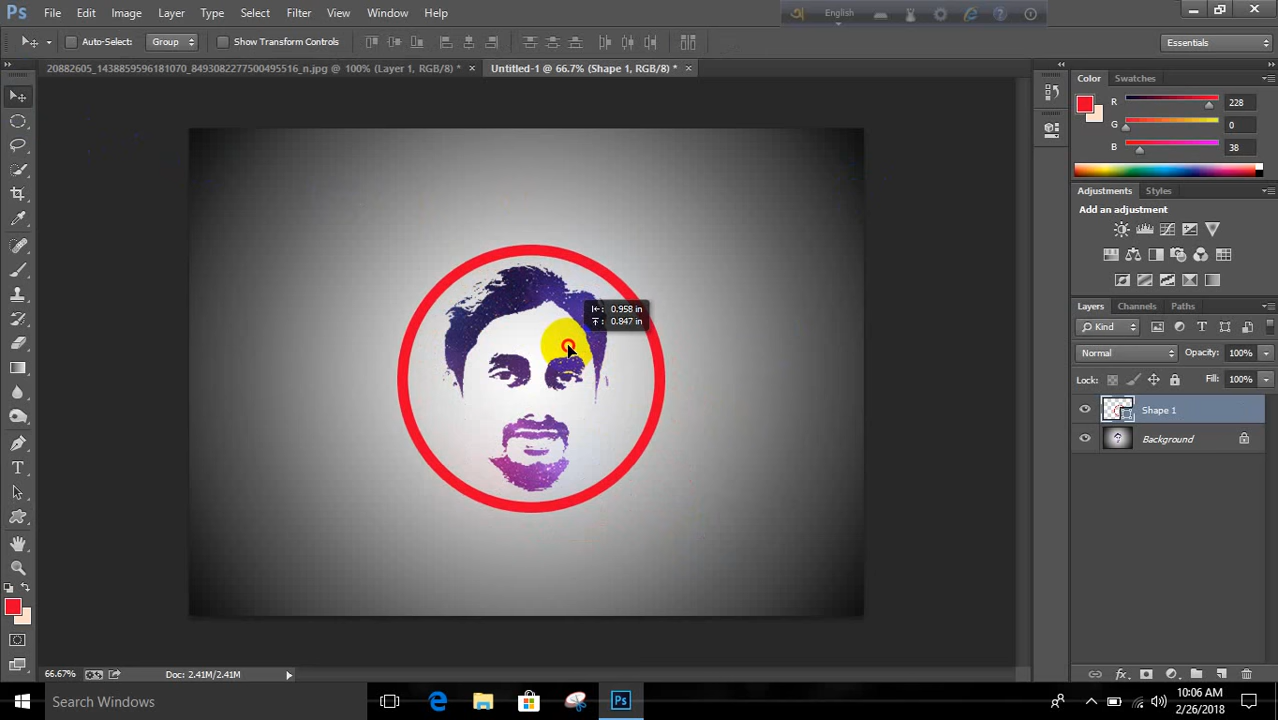 Ps File Edit Image Layer Type Select Filter View Window Help
English
Auto-Select: Group Show Transform Controls Essentials
20882605_1438859596181070_8493082277500495516_n.jpg @ 100% (Layer 1, RGB/8) * × Untitled-1 @ 66.7% (Shape 1, RGB/8) * ×
Color Swatches
R 228
G 0
B 38
Adjustments Styles
Add an adjustment
0.958 in
0.847 in
Layers Channels Paths
Kind
Normal Opacity: 100%
Lock: Fill: 100%
Shape 1
Background
66.67% Doc: 2.41M/2.41M
Search Windows
10:06 AM
2/26/2018